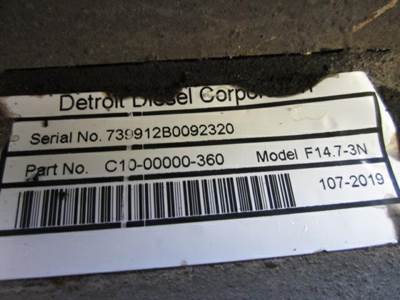 Detroit Diesel Corporation
Serial No. 739912B0092320
Part No. C10-00000-360 Model F14.7-3N
107-2019